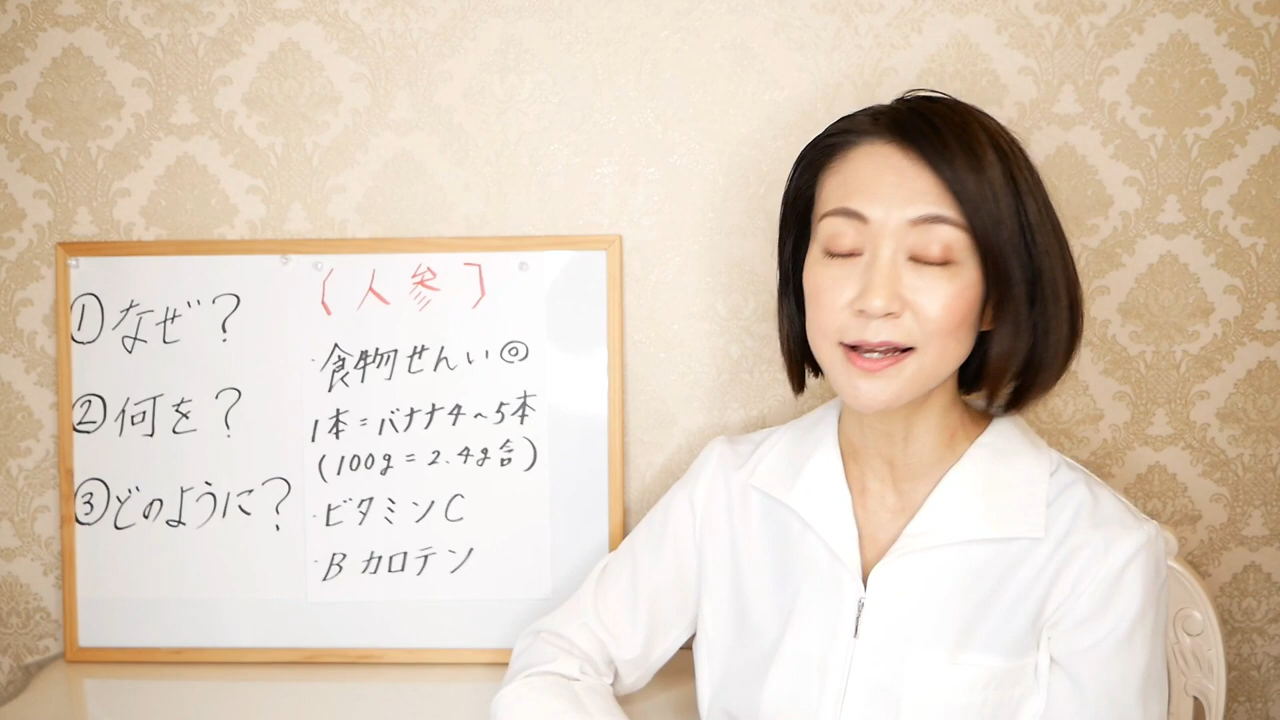 ①なぜ?
②何を?
③どのように?
〔人参〕
・食物せんい◎
1本=バナナ4~5本
(100g=2.4g含)
・ビタミンC
・Bカロテン